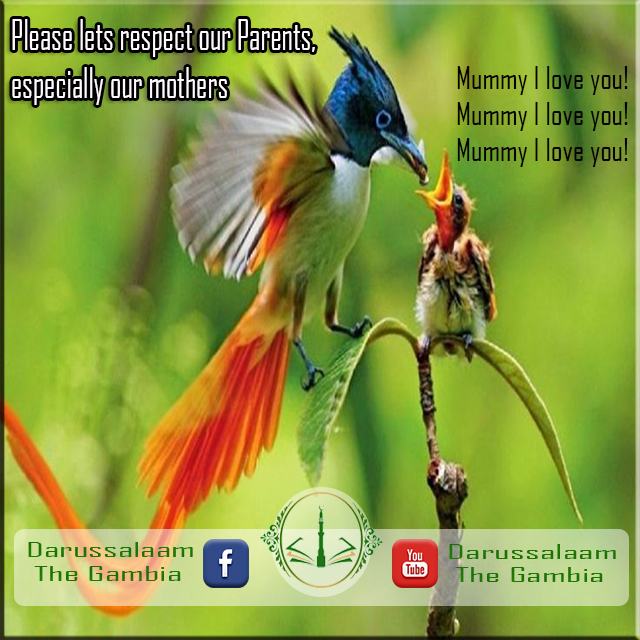 Please lets respect our Parents,
especially our mothers
Mummy I love you!
Mummy I love you!
Mummy I love you!
Darussalaam
The Gambia
f
You
Tube
Darussalaam
The Gambia